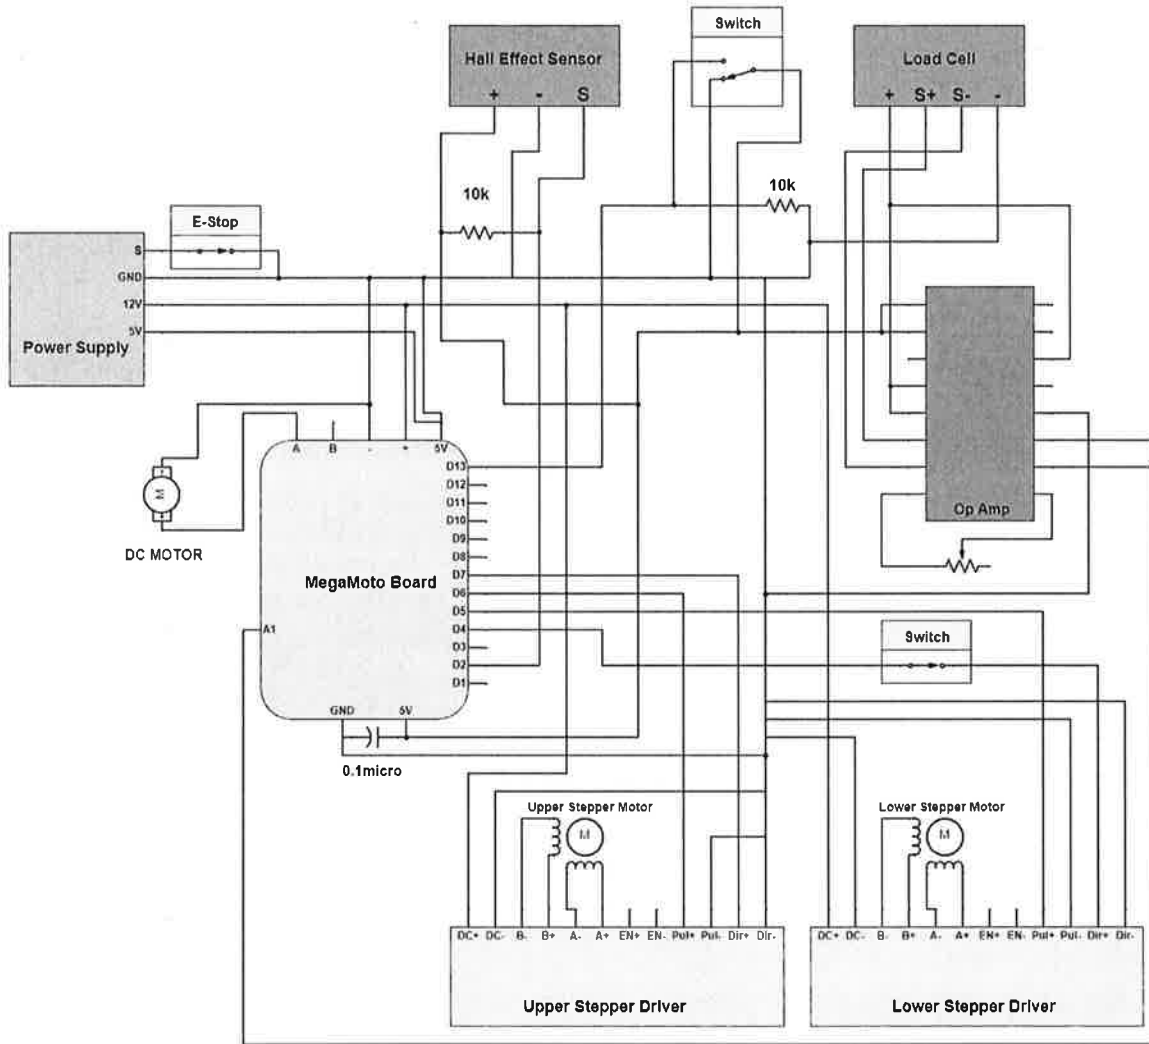 Switch
Hall Effect Sensor
+ - S
Load Cell
+ S+ S- -
10k
10k
E-Stop
S
GND
12V
5V
Power Supply
A B - + 5V
D13
D12
D11
D10
D9
D8
D7
D6
D5
D4
D3
D2
D1
M
DC MOTOR
MegaMoto Board
A1
GND 5V
0.1micro
Op Amp
Switch
Upper Stepper Motor
M
Lower Stepper Motor
M
DC+ DC- B- B+ A- A+ EN+ EN- Pul+ Pul- Dir+ Dir-
Upper Stepper Driver
DC+ DC- B- B+ A- A+ EN+ EN- Pul+ Pul- Dir+ Dir-
Lower Stepper Driver